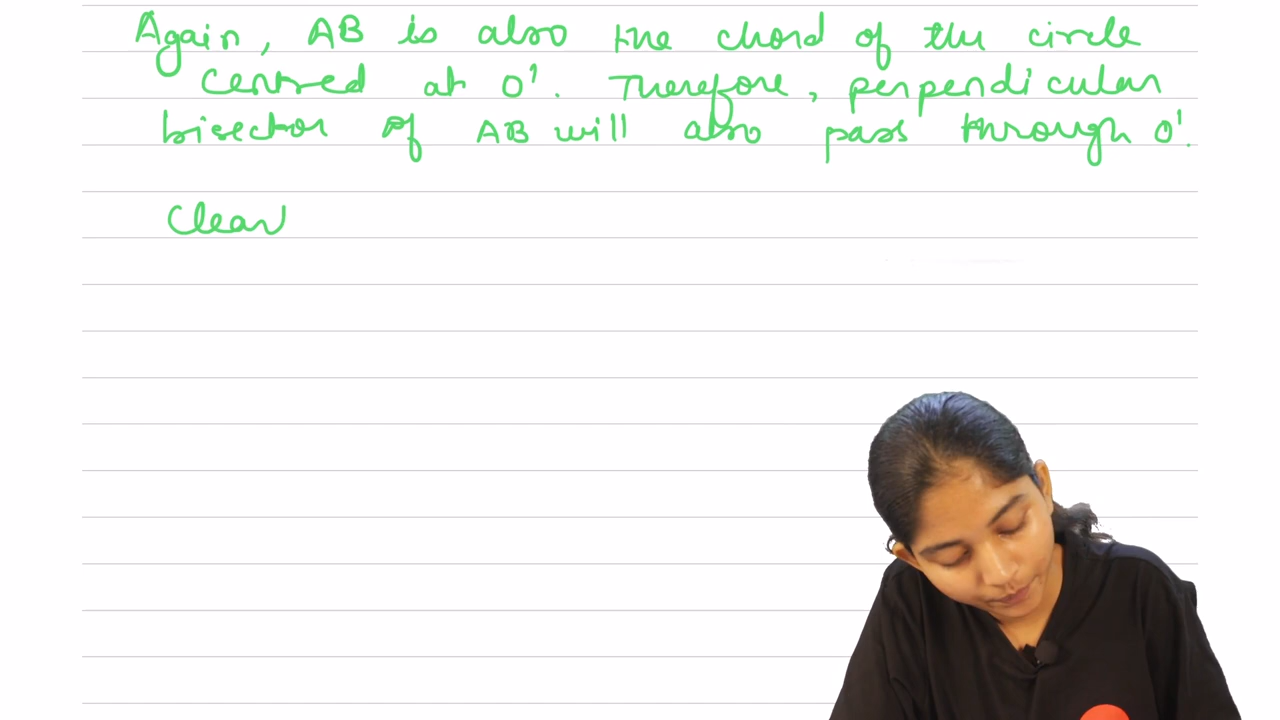 Again, AB is also the chord of the circle
centred at O'. Therefore, perpendicular
bisector of AB will also pass through O'.
Clear